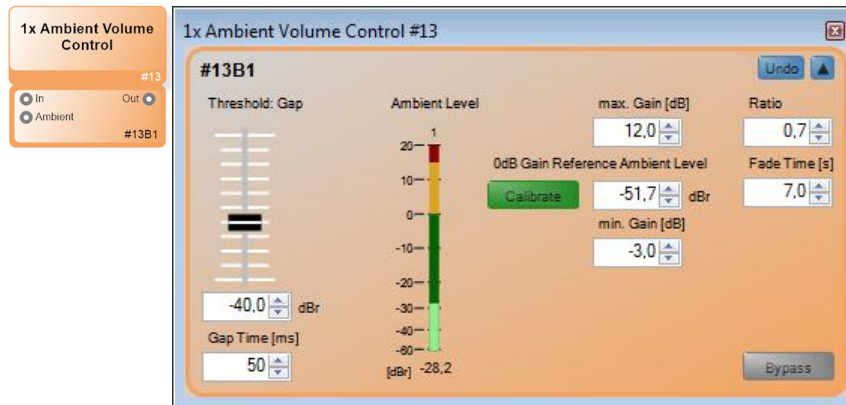 1x Ambient Volume
Control
#13
In
Out
Ambient
#13B1
1x Ambient Volume Control #13
#13B1
Undo
Threshold: Gap
Ambient Level
max. Gain [dB]
Ratio
1
12,0
0,7
20
0dB Gain Reference Ambient Level
Fade Time [s]
10
Calibrate
-51,7
dBr
7,0
0
min. Gain [dB]
-3,0
-10
-20
-40,0
dBr
-30
Gap Time [ms]
-40
-60
50
[dBr]
-28,2
Bypass